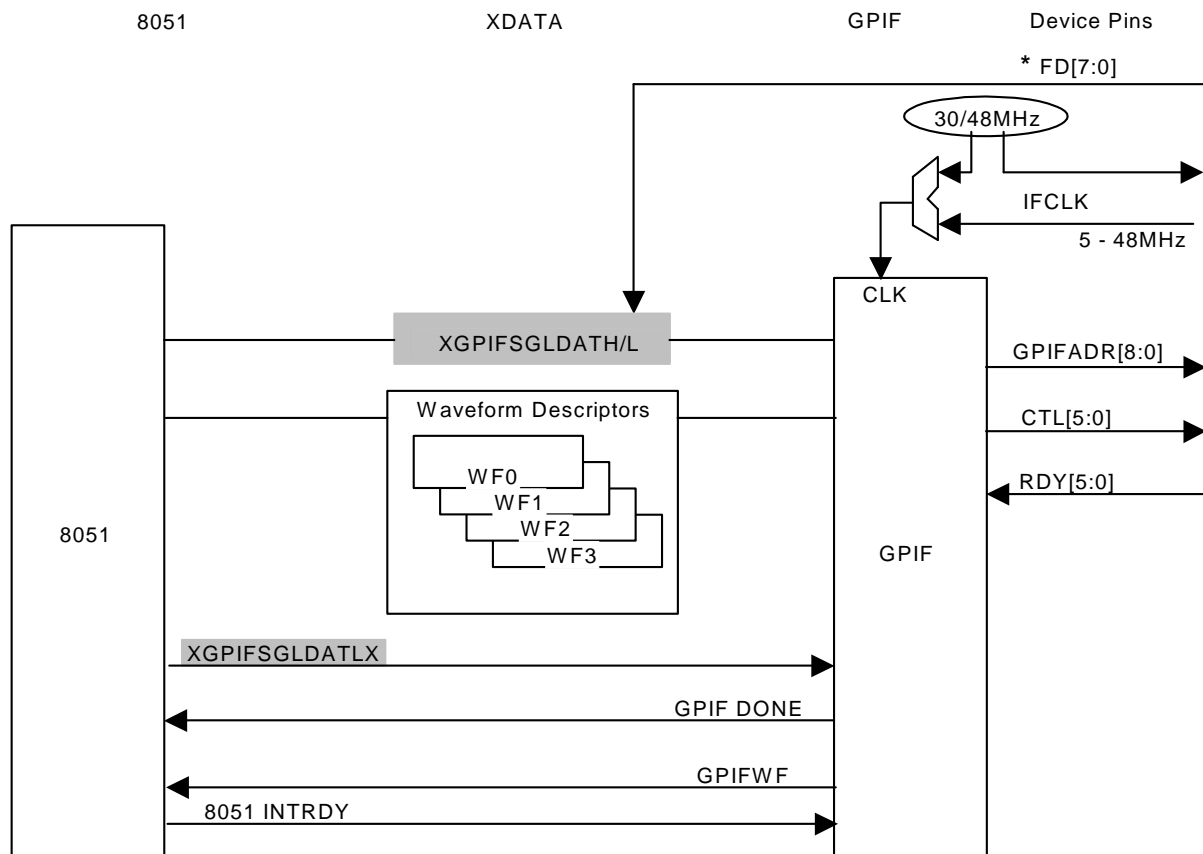 8051 XDATA GPIF Device Pins
* FD[7:0]
30/48MHz
IFCLK
5 - 48MHz
CLK
XGPIFSGLDATH/L
GPIFADR[8:0]
Waveform Descriptors
CTL[5:0]
WF0
RDY[5:0]
WF1
WF2
8051
WF3
GPIF
XGPIFSGLDATLX
GPIF DONE
GPIFWF
8051 INTRDY